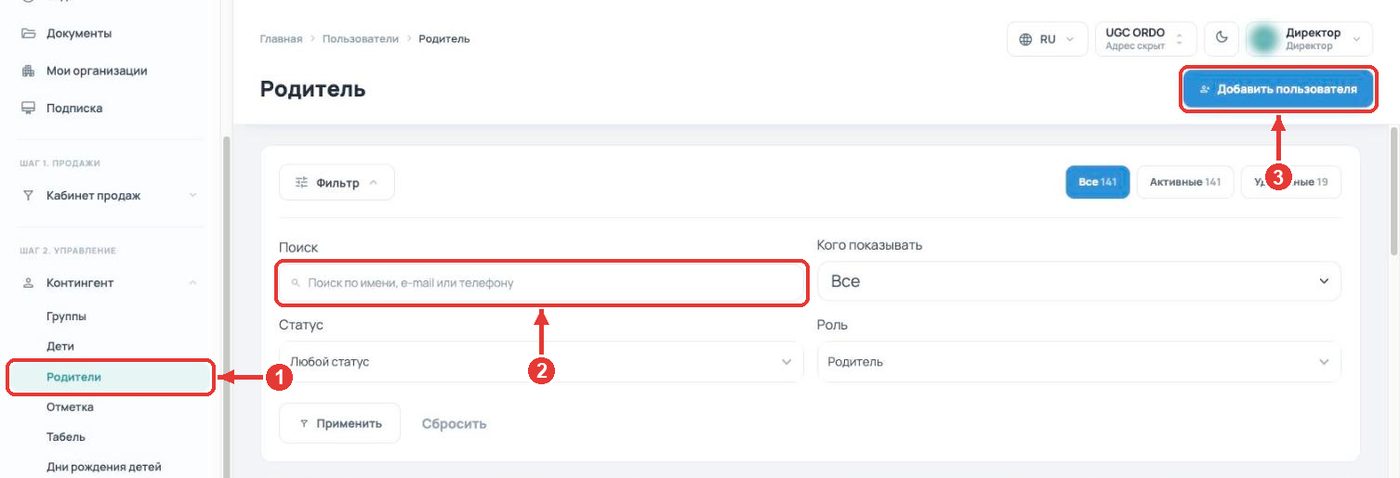 Документы
Мои организации
Подписка
ШАГ 1. ПРОДАЖИ
Кабинет продаж
ШАГ 2. УПРАВЛЕНИЕ
Контингент
Группы
Дети
Родители
Отметка
Табель
Дни рождения детей
1
Главная > Пользователи > Родитель
RU
UGC ORDO
Адрес скрыт
Директор
Директор
Родитель
Добавить пользователя
3
Фильтр
Все 141
Активные 141
19
Поиск
Кого показывать
Поиск по имени, e-mail или телефону
Все
Статус
Роль
2
Любой статус
Родитель
Применить
Сбросить